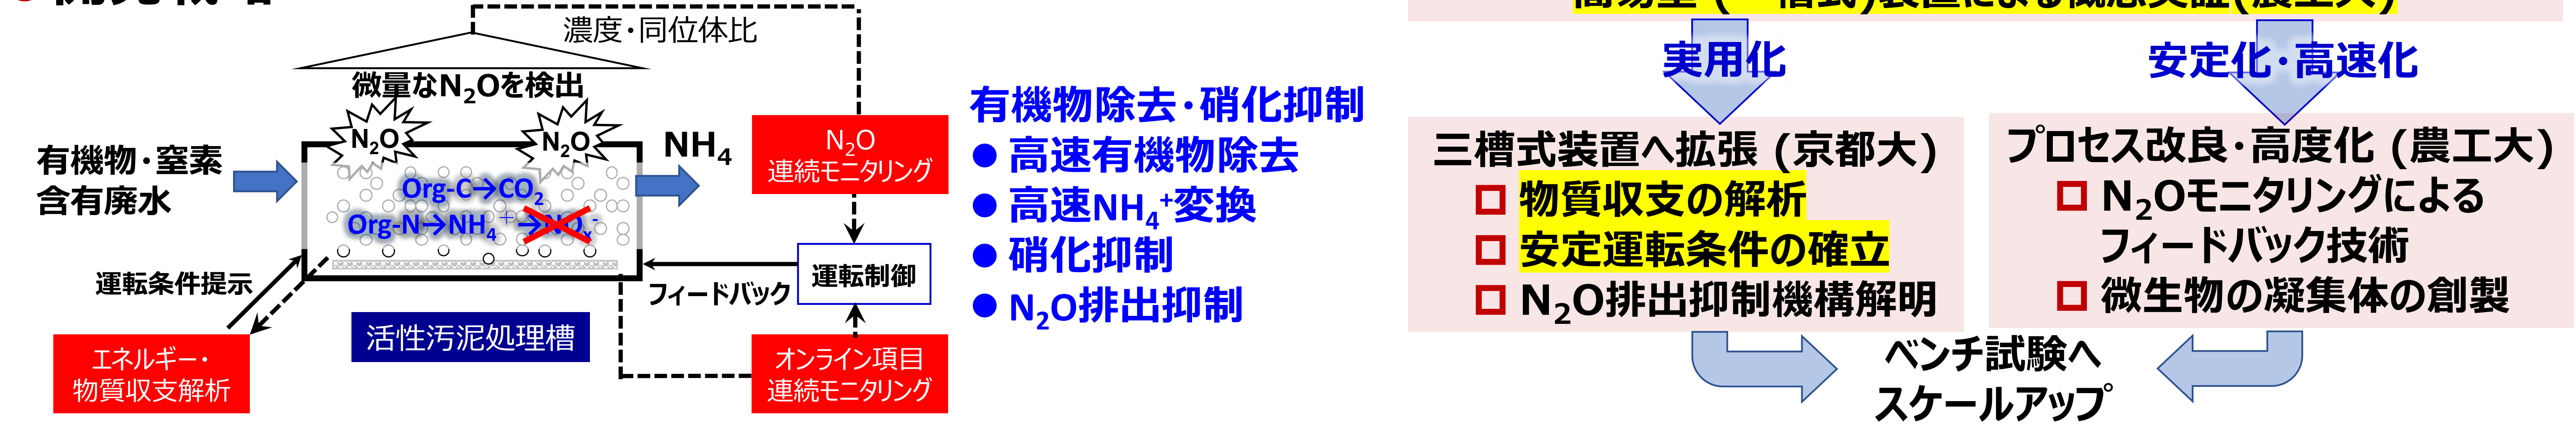 濃度・同位体比
微量なN₂Oを検出
N₂O
N₂O
有機物・窒素
含有廃水
NH₄
Org-C→CO₂
Org-N→NH₄⁺→NOₓ⁻
運転条件提示
エネルギー・
物質収支解析
活性汚泥処理槽
N₂O
連続モニタリング
運転制御
フィードバック
オンライン項目
連続モニタリング
有機物除去・硝化抑制
● 高速有機物除去
● 高速NH₄⁺変換
● 硝化抑制
● N₂O排出抑制
実用化
安定化・高速化
三槽式装置へ拡張 (京都大)
物質収支の解析
安定運転条件の確立
N₂O排出抑制機構解明
プロセス改良・高度化 (農工大)
N₂Oモニタリングによる
フィードバック技術
微生物の凝集体の創製
ベンチ試験へ
スケールアップ